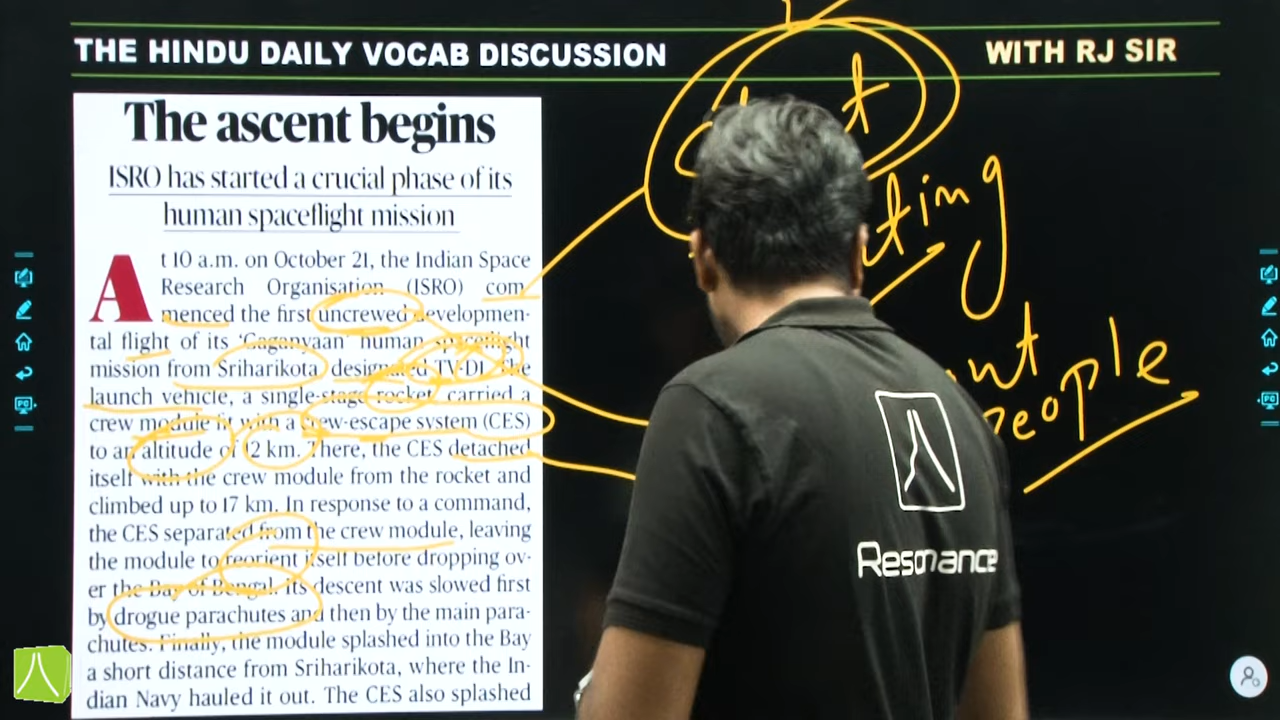 THE HINDU DAILY VOCAB DISCUSSION
WITH RJ SIR
The ascent begins
ISRO has started a crucial phase of its
human spaceflight mission
At 10 a.m. on October 21, the Indian Space
Research Organisation (ISRO) com
menced the first uncrewed developmen-
tal flight of its 'Gaganyaan' human spaceflight
mission from Sriharikota designated TV-D1. The
launch vehicle, a single-stage rocket, carried a
crew module fit with a crew-escape system (CES)
to an altitude of 12 km. There, the CES detached
itself with the crew module from the rocket and
climbed up to 17 km. In response to a command,
the CES separated from the crew module, leaving
the module to reorient itself before dropping ov-
er the Bay of Bengal. Its descent was slowed first
by drogue parachutes and then by the main para-
chutes. Finally, the module splashed into the Bay
a short distance from Sriharikota, where the In-
dian Navy hauled it out. The CES also splashed
people
Resonance
PC
PC